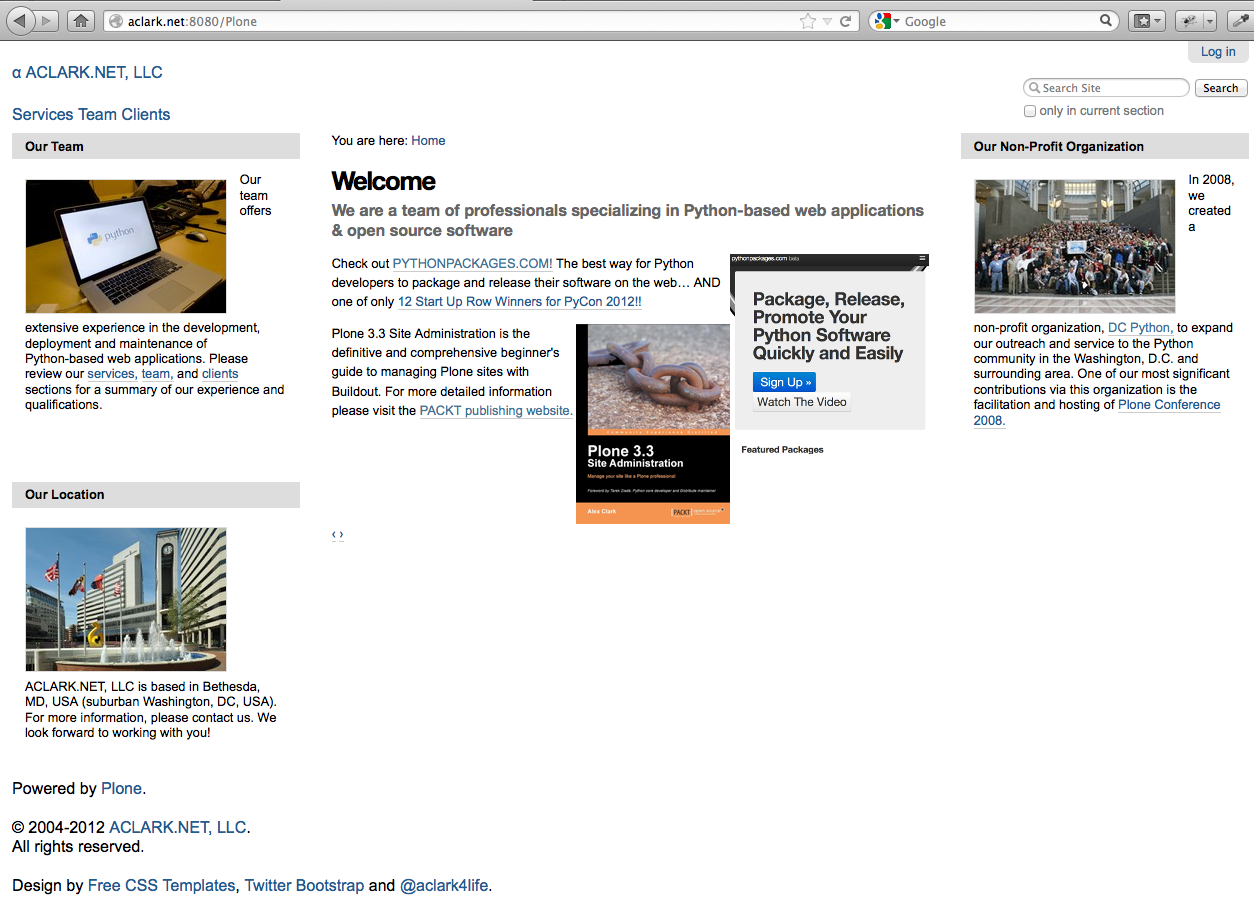 aclark.net:8080/Plone
Google
Log in
α ACLARK.NET, LLC
Search Site
Search
only in current section
Services Team Clients
Our Team
python
Our
team
offers
extensive experience in the development,
deployment and maintenance of
Python-based web applications. Please
review our services, team, and clients
sections for a summary of our experience and
qualifications.
Our Location
ACLARK.NET, LLC is based in Bethesda,
MD, USA (suburban Washington, DC, USA).
For more information, please contact us. We
look forward to working with you!
You are here: Home
Welcome
We are a team of professionals specializing in Python-based web applications
& open source software
Check out PYTHONPACKAGES.COM! The best way for Python
developers to package and release their software on the web… AND
one of only 12 Start Up Row Winners for PyCon 2012!!
Plone 3.3 Site Administration is the
definitive and comprehensive beginner's
guide to managing Plone sites with
Buildout. For more detailed information
please visit the PACKT publishing website.
Plone 3.3
Site Administration
Manage your site like a Plone professional
Foreword by Tarek Ziadé, Python core developer and Distribute maintainer
Alex Clark
PACKT
open source
pythonpackages.com beta
Package, Release,
Promote Your
Python Software
Quickly and Easily
Sign Up »
Watch The Video
Featured Packages
‹ ›
Our Non-Profit Organization
In 2008,
we
created
a
non-profit organization, DC Python, to expand
our outreach and service to the Python
community in the Washington, D.C. and
surrounding area. One of our most significant
contributions via this organization is the
facilitation and hosting of Plone Conference
2008.
Powered by Plone.
© 2004-2012 ACLARK.NET, LLC.
All rights reserved.
Design by Free CSS Templates, Twitter Bootstrap and @aclark4life.